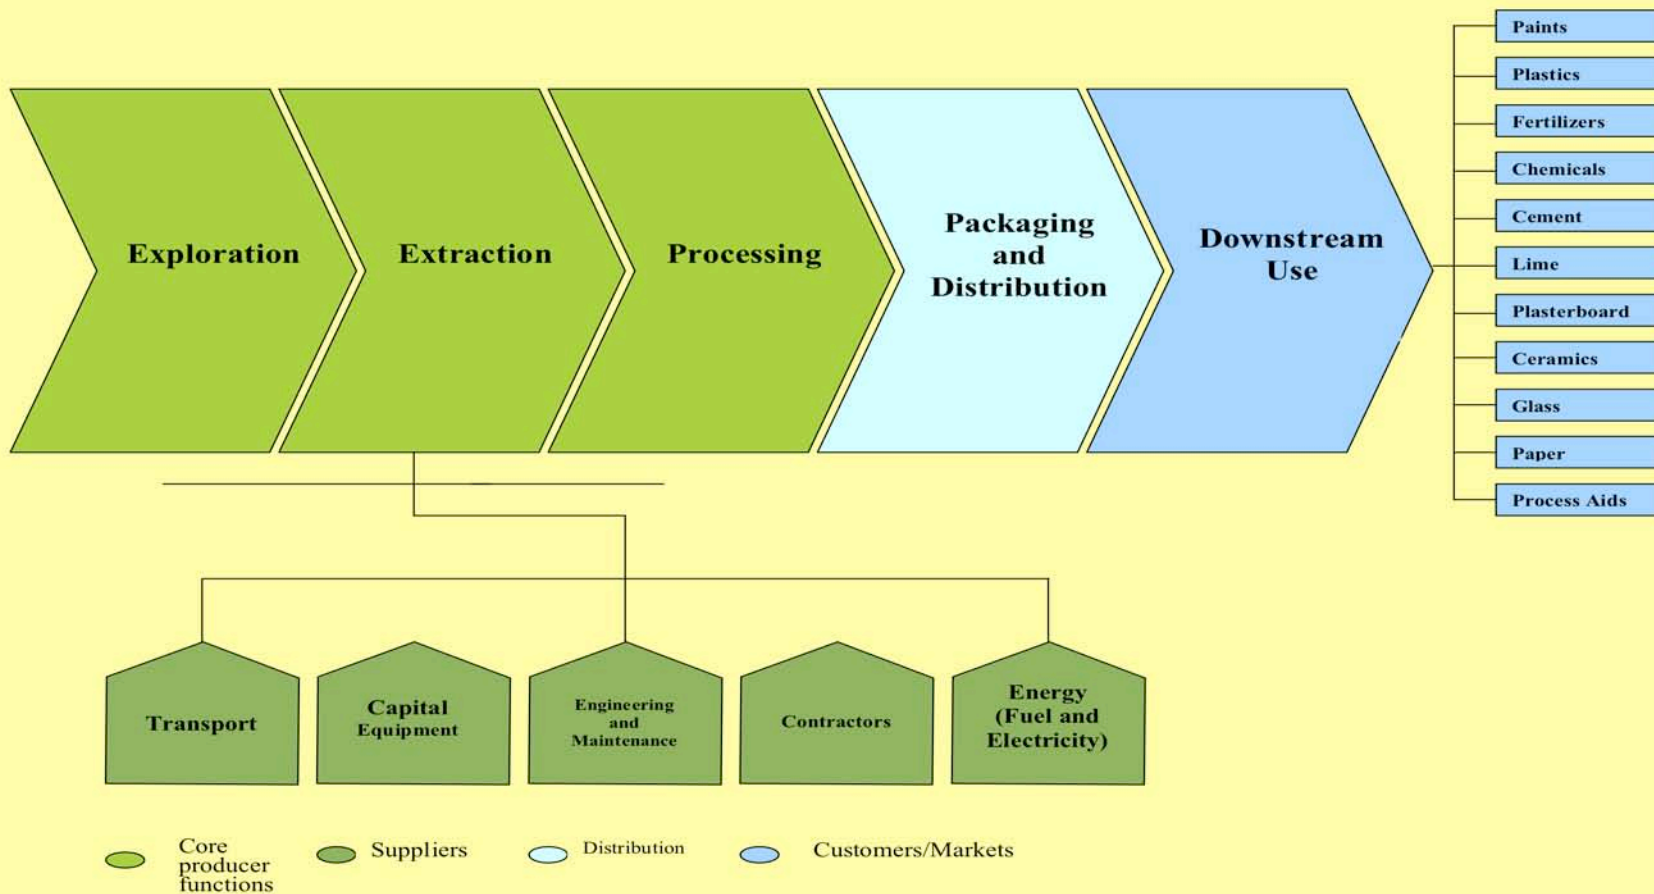 Paints
Plastics
Fertilizers
Chemicals
Cement
Lime
Plasterboard
Ceramics
Glass
Paper
Process Aids
Exploration
Extraction
Processing
Packaging
and
Distribution
Downstream
Use
Transport
Capital
Equipment
Engineering
and
Maintenance
Contractors
Energy
(Fuel and
Electricity)
Core
producer
functions
Suppliers
Distribution
Customers/Markets